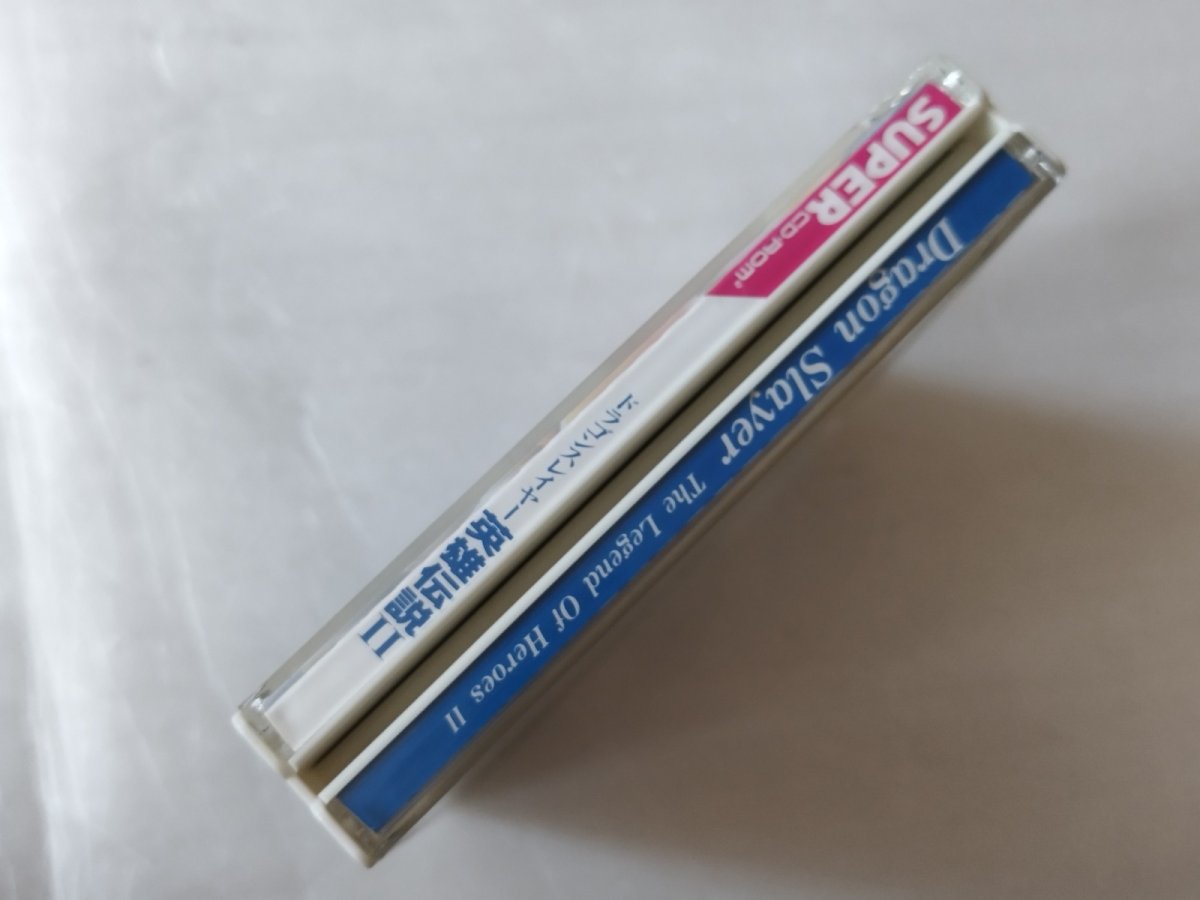 SUPER CD-ROM²
ドラゴンスレイヤー
英雄伝説II
Dragon Slayer The Legend Of Heroes II